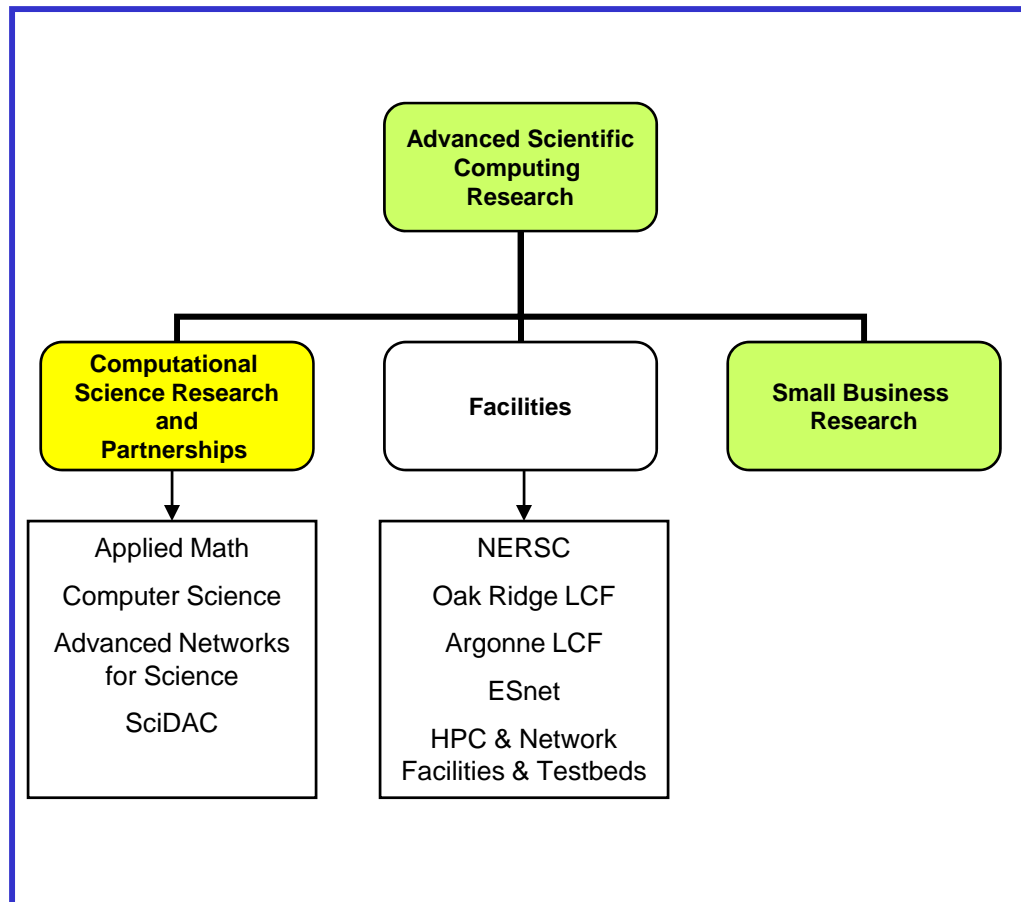 Advanced Scientific
Computing
Research
Computational
Science Research
and
Partnerships
Facilities
Small Business
Research
Applied Math
Computer Science
Advanced Networks
for Science
SciDAC
NERSC
Oak Ridge LCF
Argonne LCF
ESnet
HPC & Network
Facilities & Testbeds